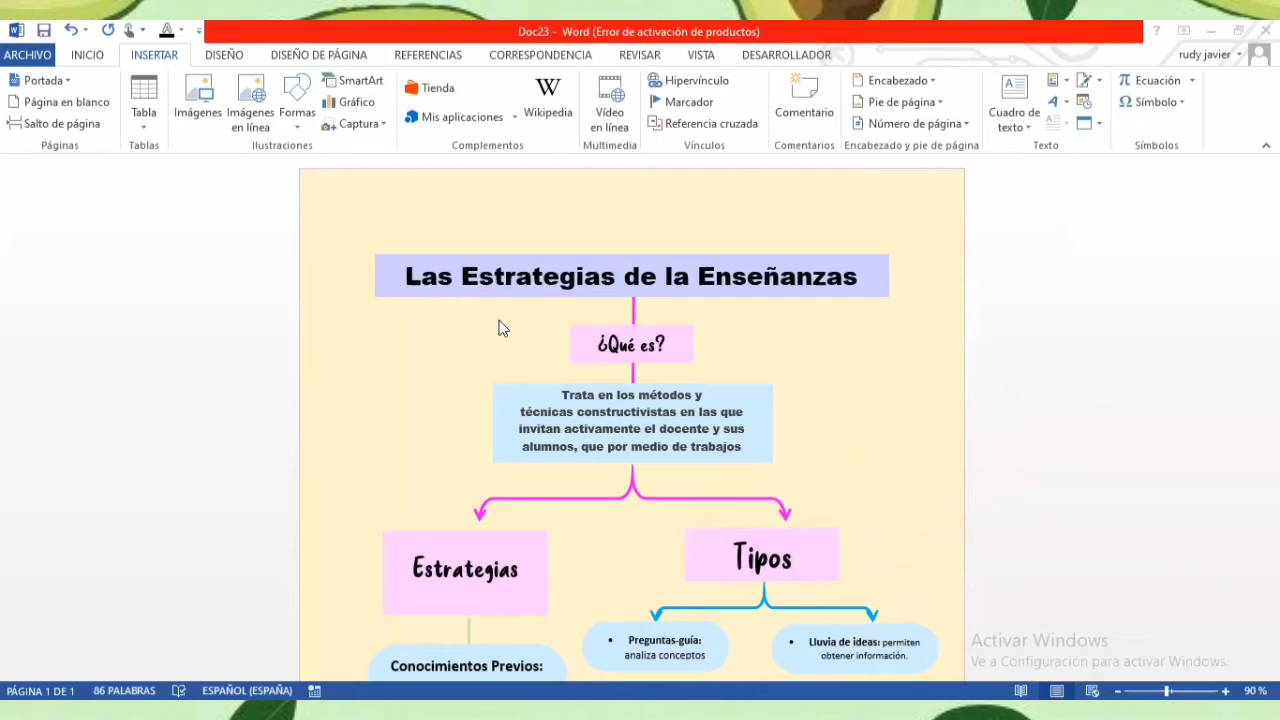 Doc23 - Word (Error de activación de productos)
ARCHIVO INICIO INSERTAR DISEÑO DISEÑO DE PÁGINA REFERENCIAS CORRESPONDENCIA REVISAR VISTA DESARROLLADOR rudy javier
Portada
Página en blanco
Salto de página
Páginas
Tabla
Tablas
Imágenes
Imágenes en línea
Formas
SmartArt
Gráfico
Captura
Ilustraciones
Tienda
Mis aplicaciones
W
Wikipedia
Complementos
Vídeo en línea
Multimedia
Hipervínculo
Marcador
Referencia cruzada
Vínculos
Comentario
Comentarios
Encabezado
Pie de página
Número de página
Encabezado y pie de página
Cuadro de texto
Texto
π Ecuación
Ω Símbolo
Símbolos
Las Estrategias de la Enseñanzas
¿Qué es?
Trata en los métodos y
técnicas constructivistas en las que
invitan activamente el docente y sus
alumnos, que por medio de trabajos
Estrategias
Tipos
Conocimientos Previos:
• Preguntas-guía:
analiza conceptos
• Lluvia de ideas: permiten
obtener información.
Activar Windows
Ve a Configuración para activar Windows.
PÁGINA 1 DE 1 86 PALABRAS ESPAÑOL (ESPAÑA) 90 %